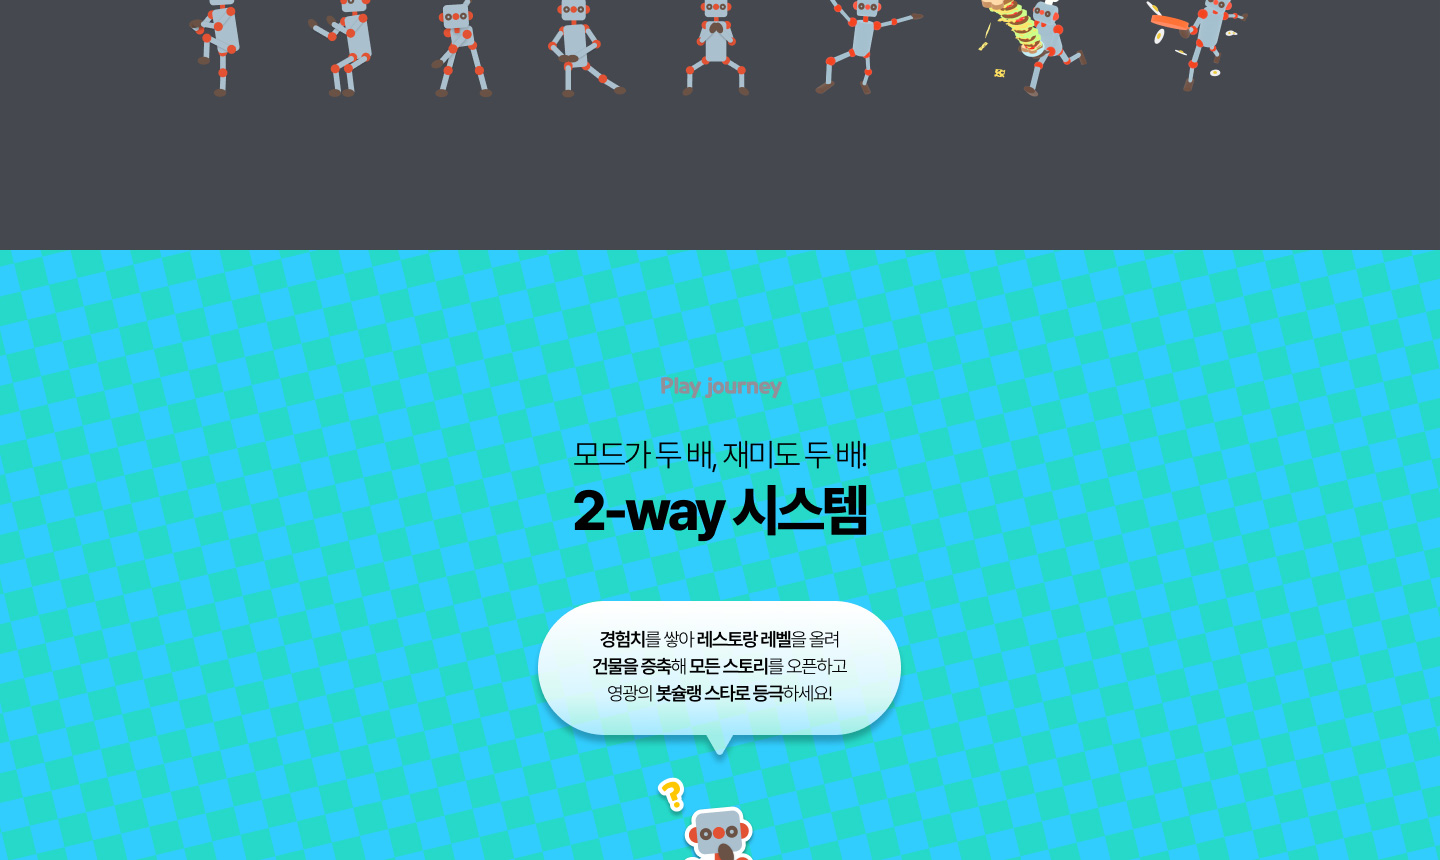 Play journey
모드가 두 배, 재미도 두 배!
2-way 시스템
경험치를 쌓아 레스토랑 레벨을 올려
건물을 증축해 모든 스토리를 오픈하고
영광의 봇슐랭 스타로 등극하세요!
?